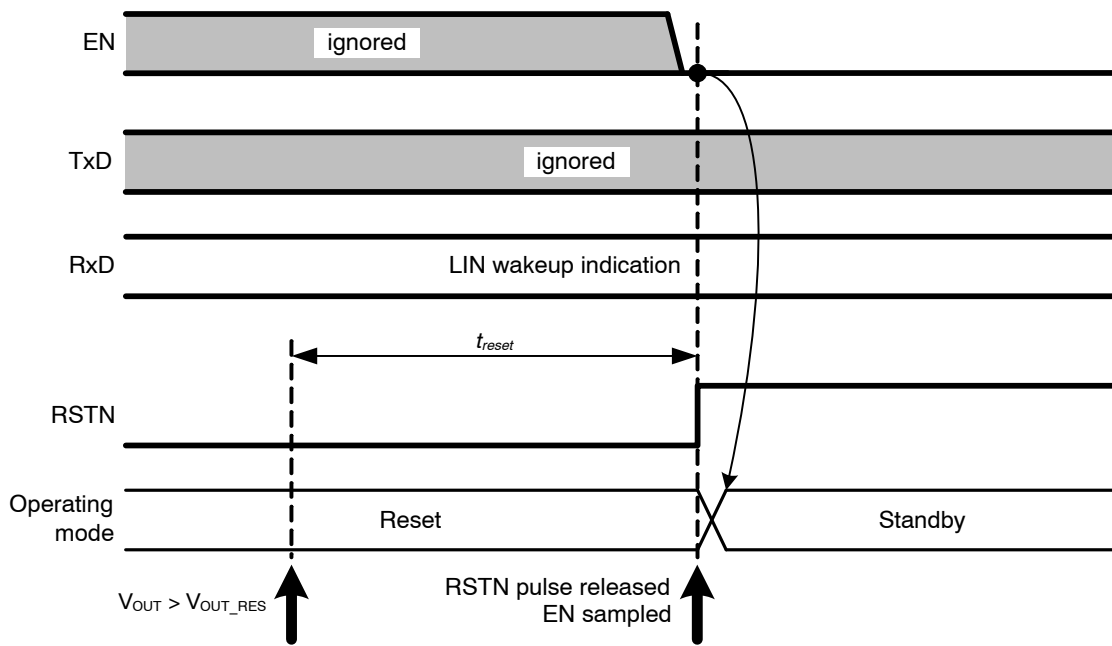 EN
ignored
TxD
ignored
RxD
LIN wakeup indication
t_reset
RSTN
Operating
mode
Reset
Standby
V_OUT > V_OUT_RES
RSTN pulse released
EN sampled